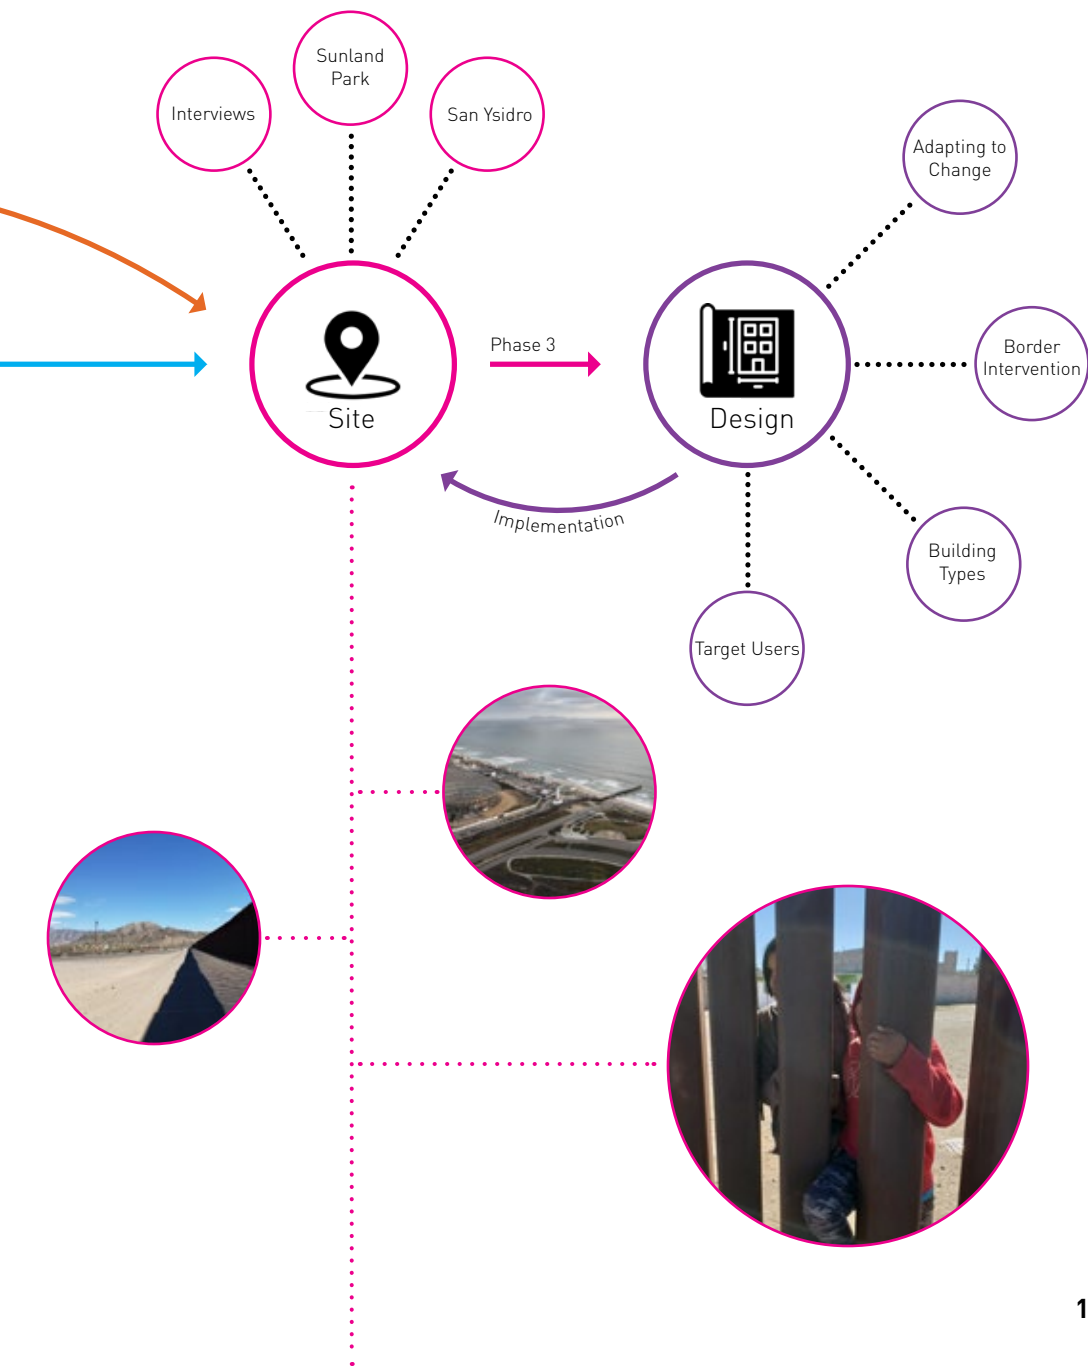 Sunland
Park
Interviews
San Ysidro
Adapting to
Change
Phase 3
Border
Intervention
Site
Design
Implementation
Building
Types
Target Users
1